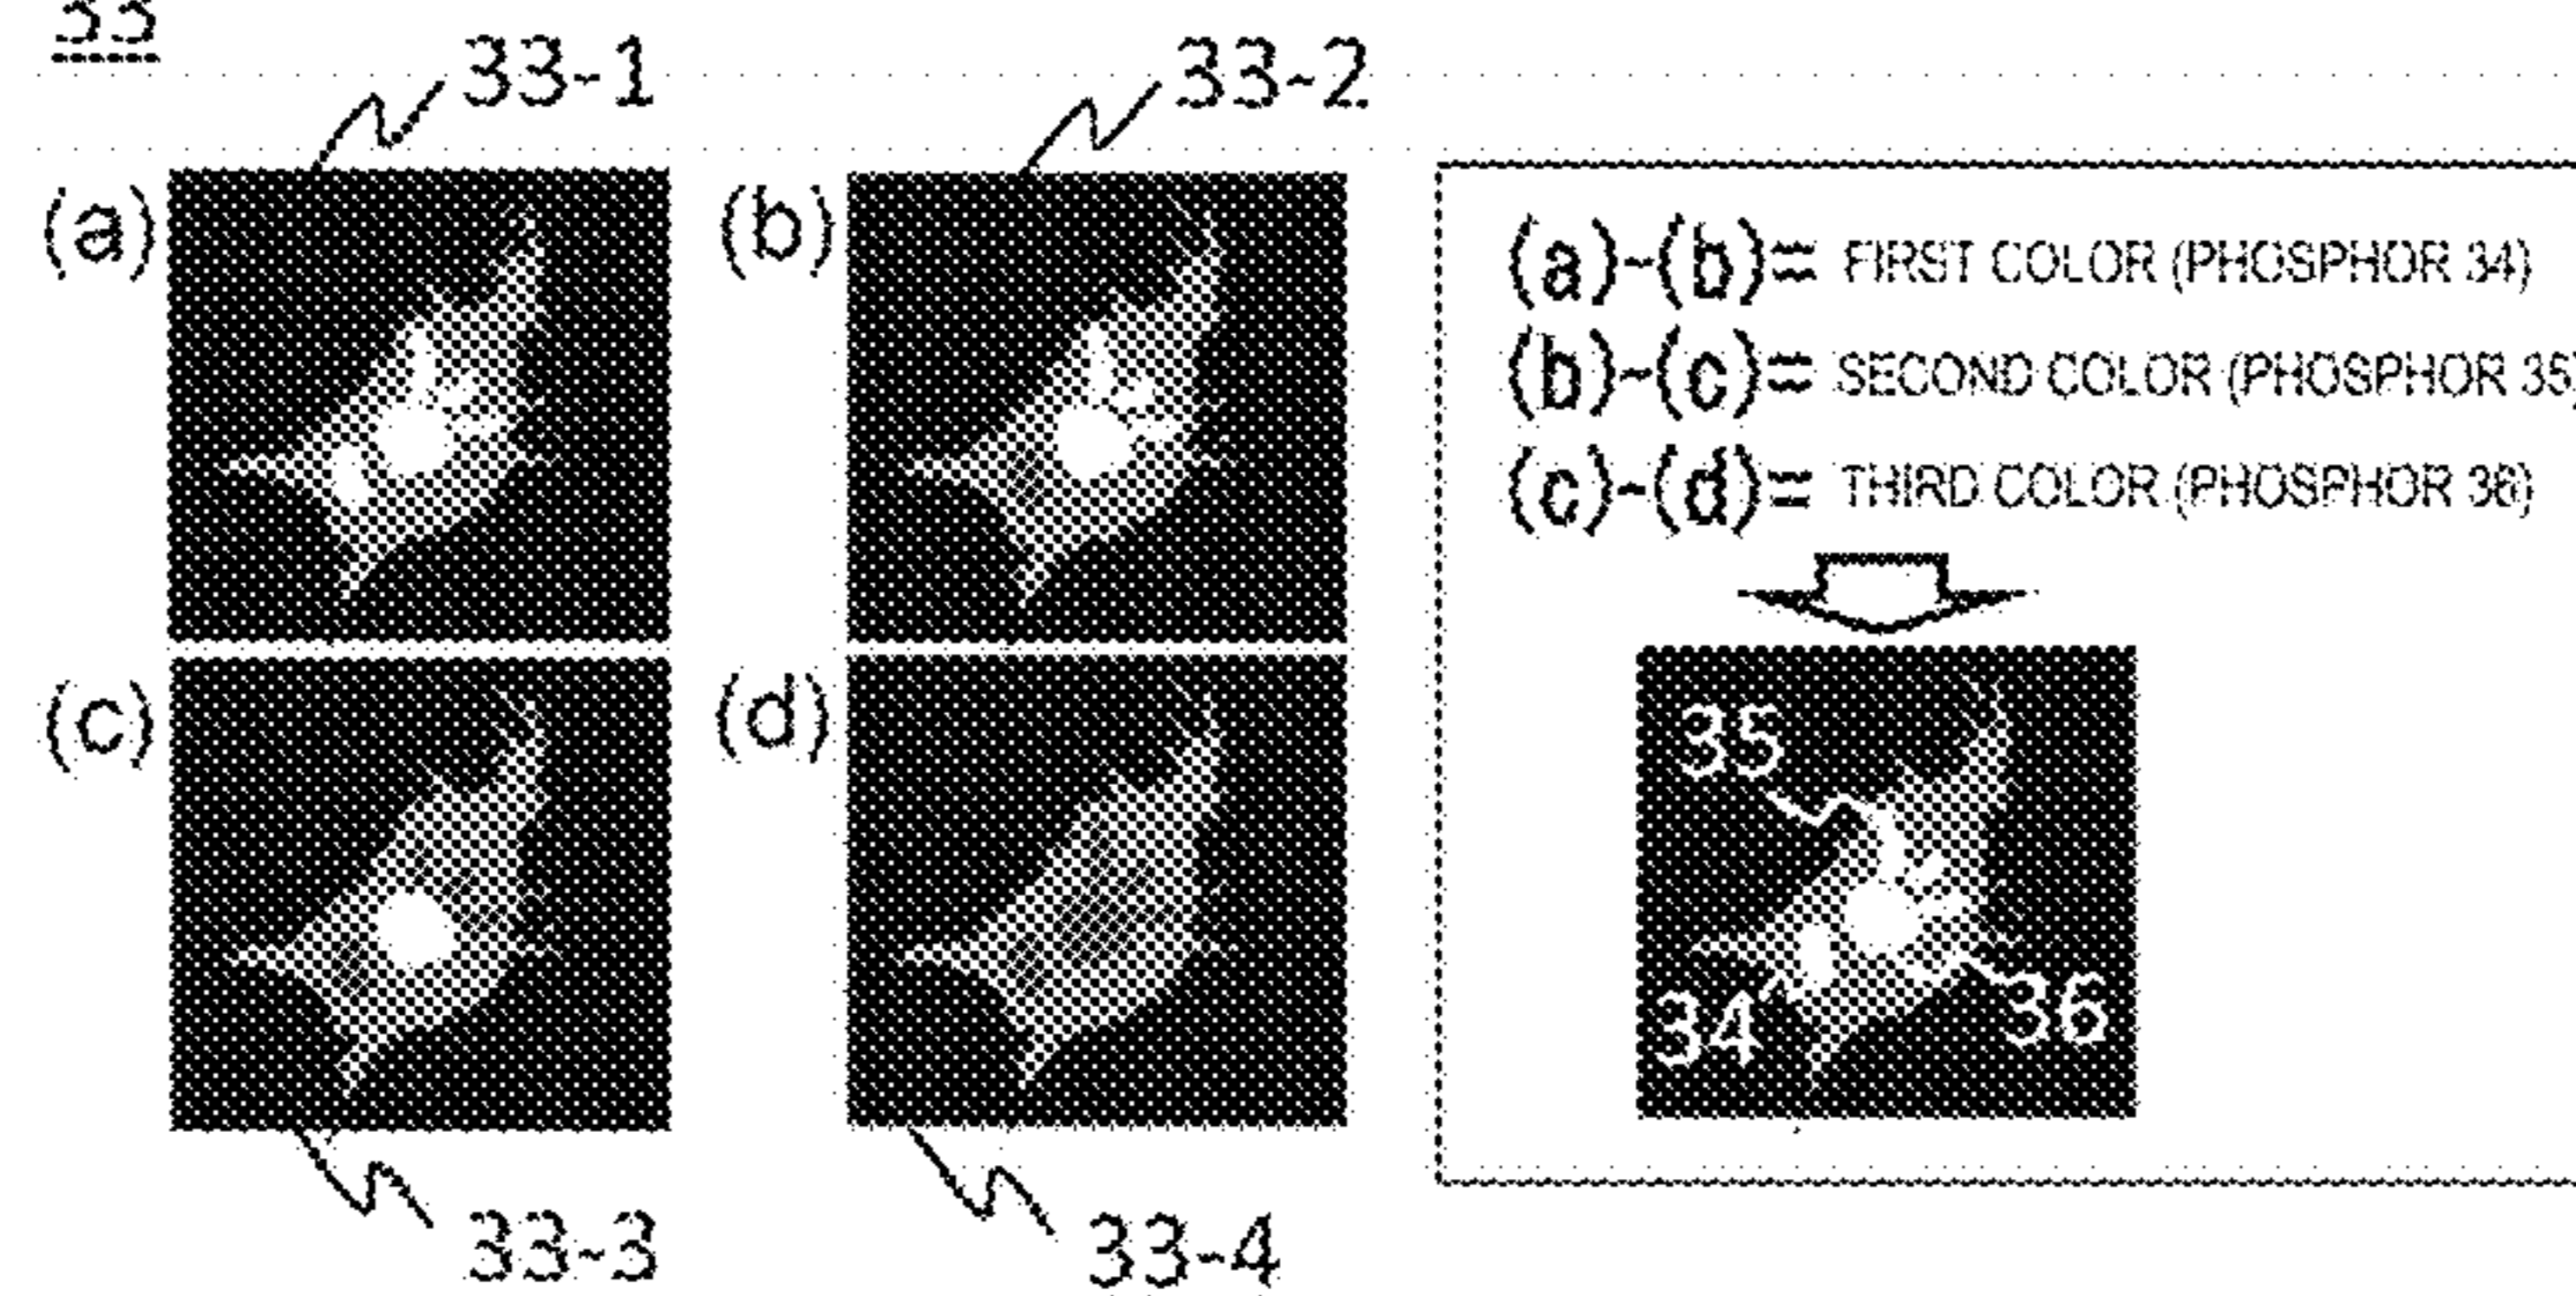 33
33-1
33-2
(a)
(b)
(a)-(b)= FIRST COLOR (PHOSPHOR 34)
(b)-(c)= SECOND COLOR (PHOSPHOR 35)
(c)-(d)= THIRD COLOR (PHOSPHOR 36)
(c)
(d)
35
34
36
33-3
33-4